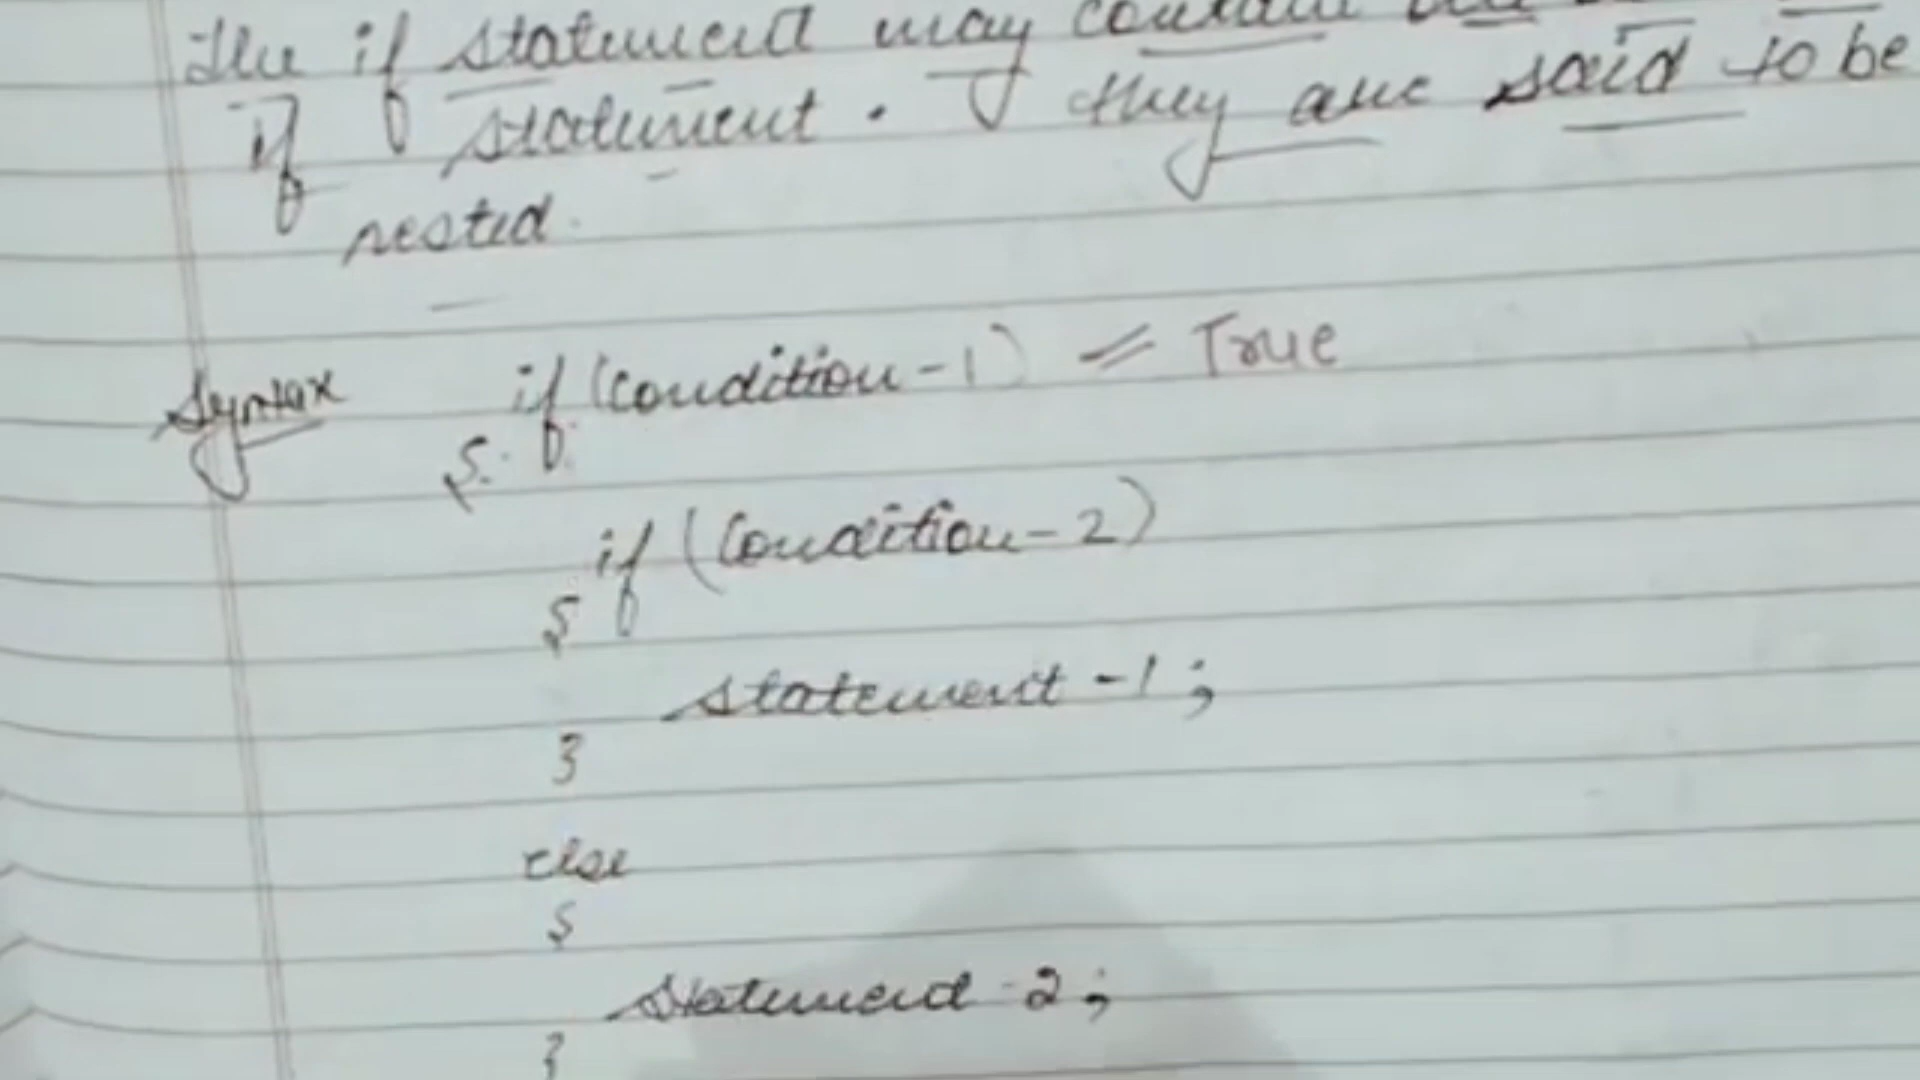 The if statement may contain
if statement. They are said to be
nested.
Syntax if (condition-1) = True
{
if (Condition-2)
{
statement-1;
}
else
{
statement-2;
}